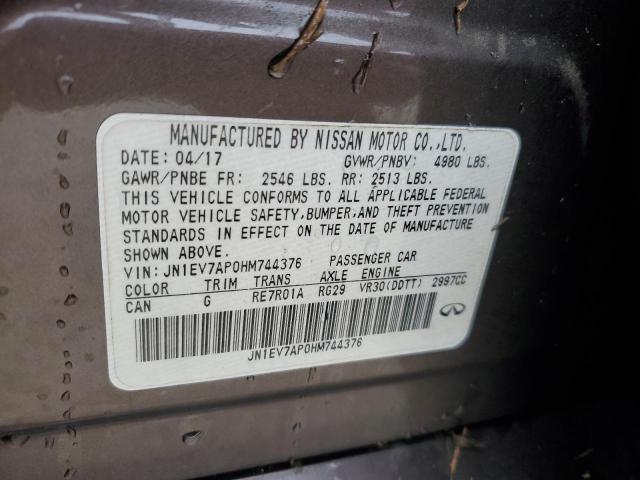 MANUFACTURED BY NISSAN MOTOR CO.,LTD.
DATE: 04/17 GVWR/PNBV: 4980 LBS.
GAWR/PNBE FR: 2546 LBS. RR: 2513 LBS.
THIS VEHICLE CONFORMS TO ALL APPLICABLE FEDERAL
MOTOR VEHICLE SAFETY, BUMPER, AND THEFT PREVENTION
STANDARDS IN EFFECT ON THE DATE OF MANUFACTURE
SHOWN ABOVE.
VIN: JN1EV7AP0HM744376 PASSENGER CAR
COLOR TRIM TRANS AXLE ENGINE
CAN G RE7R01A RG29 VR30(DDTT) 2997CC
JN1EV7AP0HM744376